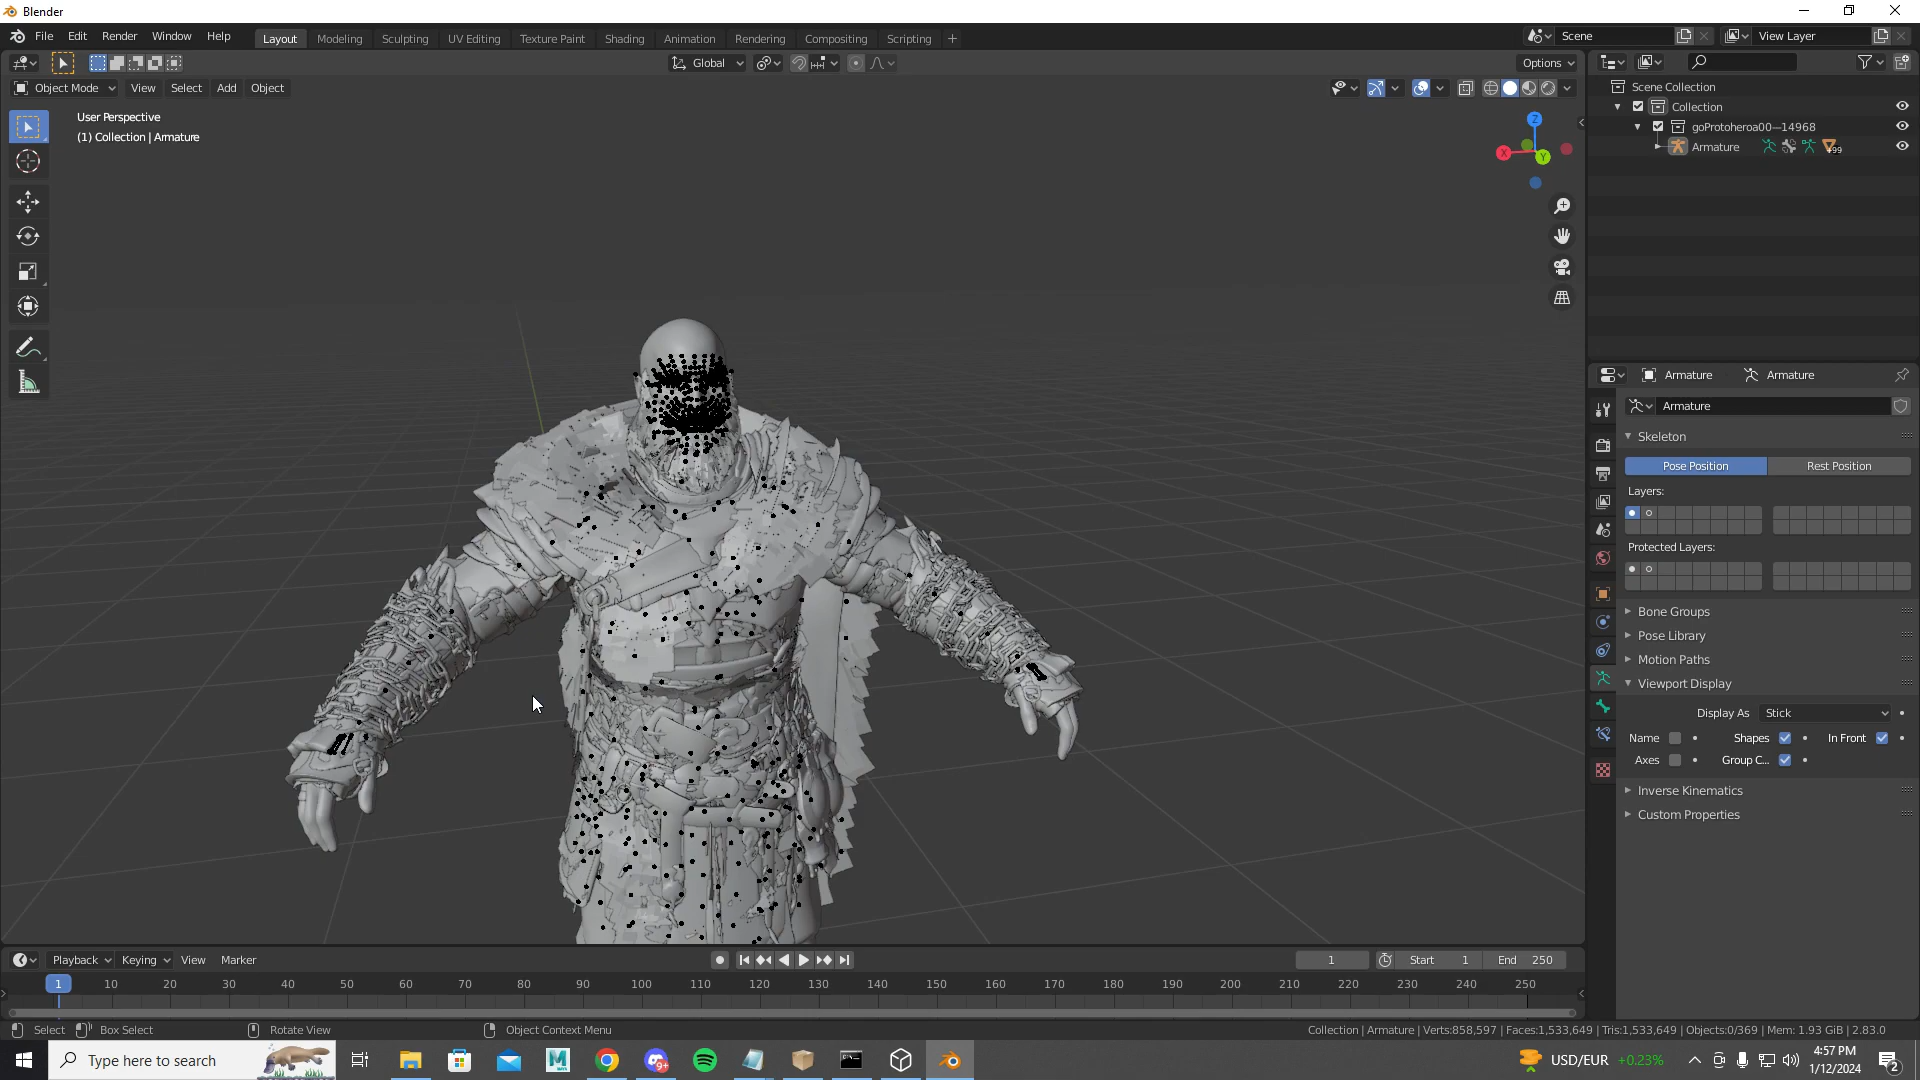 Blender
File Edit Render Window Help
Layout Modeling Sculpting UV Editing Texture Paint Shading Animation Rendering Compositing Scripting +
Scene
View Layer
Global
Options
Object Mode View Select Add Object
User Perspective
(1) Collection | Armature
Z
X
Y
Scene Collection
Collection
goProtoheroa00—14968
Armature
99
Armature Armature
Armature
Skeleton
Pose Position Rest Position
Layers:
Protected Layers:
Bone Groups
Pose Library
Motion Paths
Viewport Display
Display As Stick
Name Shapes In Front
Axes Group C...
Inverse Kinematics
Custom Properties
Playback Keying View Marker
1 Start 1 End 250
1 10 20 30 40 50 60 70 80 90 100 110 120 130 140 150 160 170 180 190 200 210 220 230 240 250
Select Box Select Rotate View Object Context Menu
Collection | Armature | Verts:858,597 | Faces:1,533,649 | Tris:1,533,649 | Objects:0/369 | Mem: 1.93 GiB | 2.83.0
Type here to search
M
9+
USD/EUR +0.23%
4:57 PM
1/12/2024
2